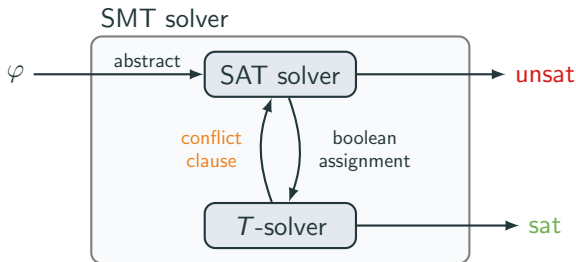 SMT solver
φ
abstract
SAT solver
unsat
conflict
clause
boolean
assignment
T-solver
sat